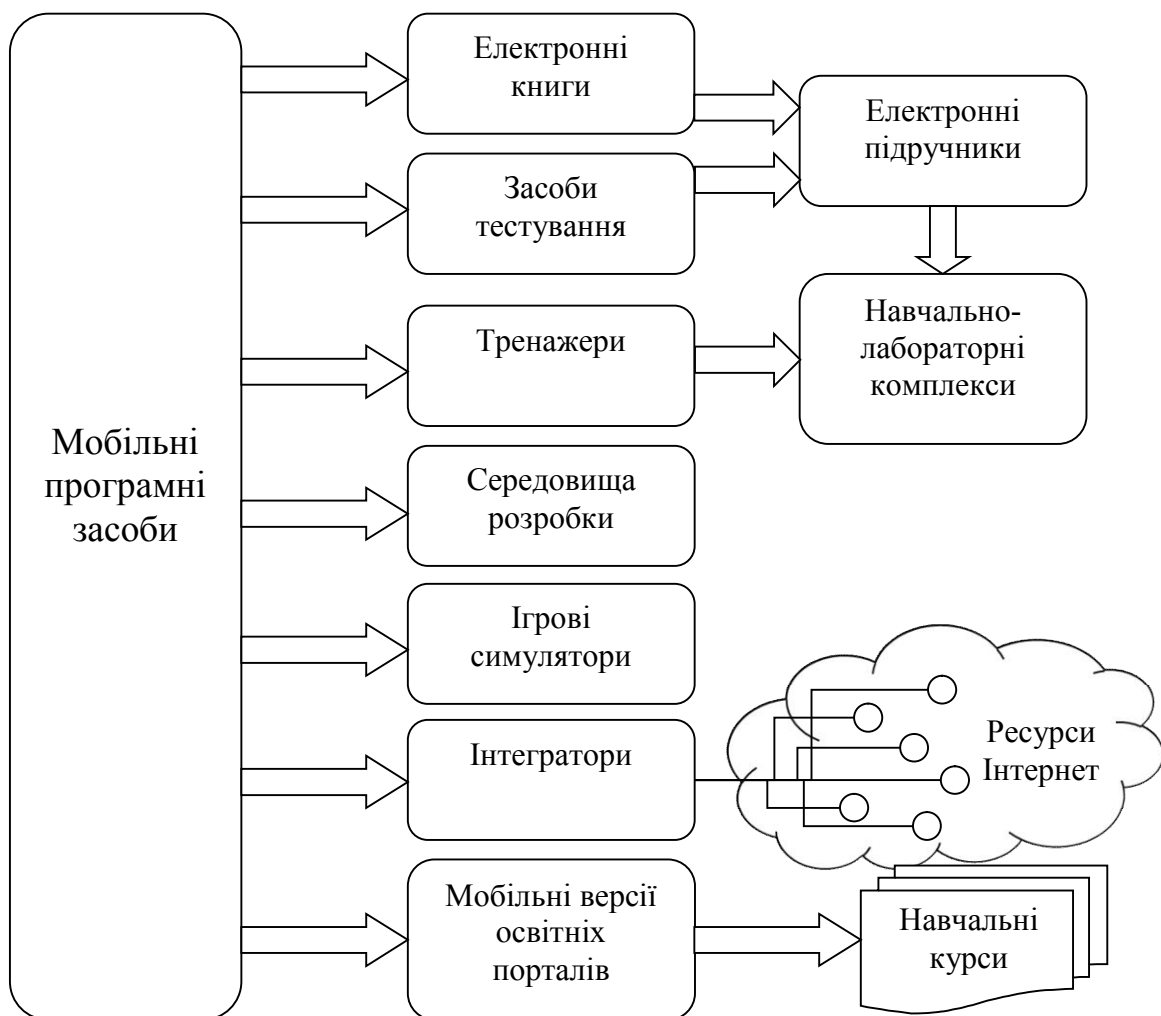 Мобільні
програмні
засоби
Електронні
книги
Засоби
тестування
Тренажери
Середовища
розробки
Ігрові
симулятори
Інтегратори
Мобільні версії
освітніх
порталів
Електронні
підручники
Навчально-
лабораторні
комплекси
Ресурси
Інтернет
Навчальні
курси